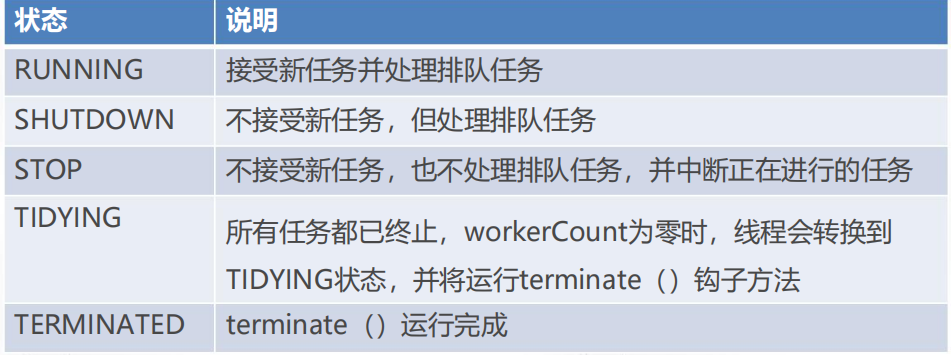 状态 说明
RUNNING 接受新任务并处理排队任务
SHUTDOWN 不接受新任务，但处理排队任务
STOP 不接受新任务，也不处理排队任务，并中断正在进行的任务
TIDYING 所有任务都已终止，workerCount为零时，线程会转换到
TIDYING状态，并将运行terminate（）钩子方法
TERMINATED terminate（）运行完成